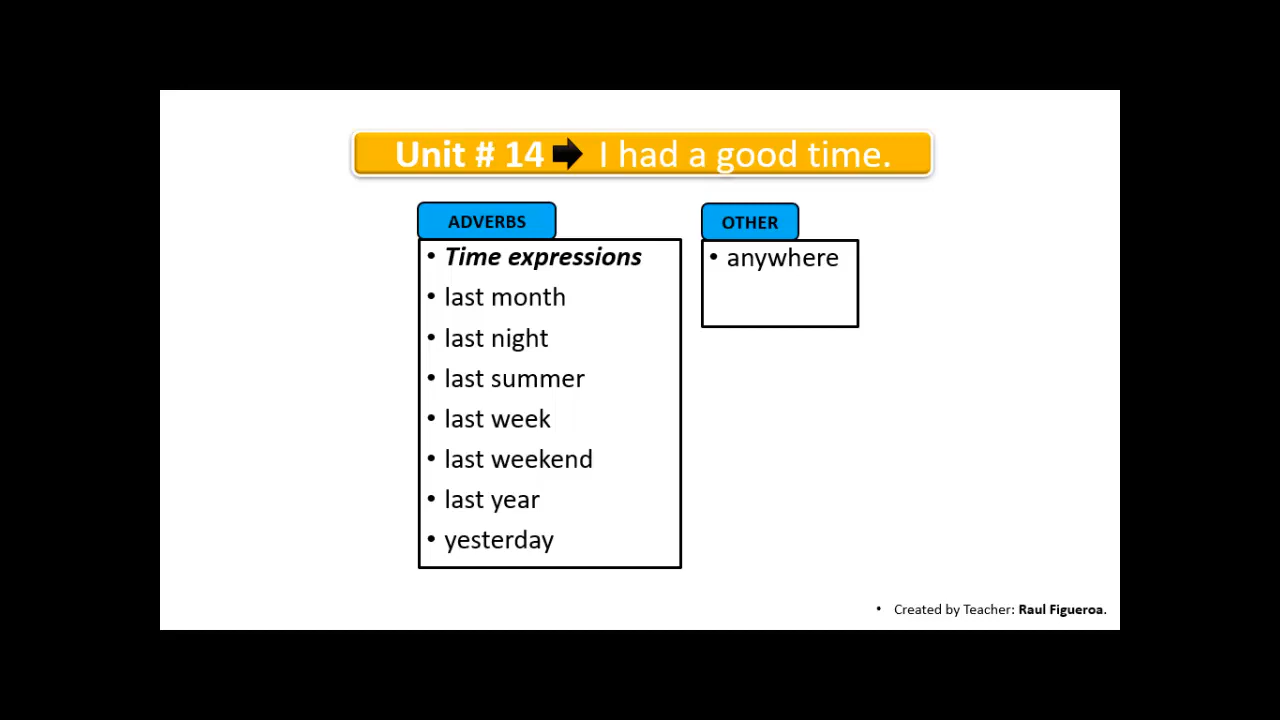 Unit # 14 ➡ I had a good time.
ADVERBS
• Time expressions
• last month
• last night
• last summer
• last week
• last weekend
• last year
• yesterday
OTHER
• anywhere
• Created by Teacher: Raul Figueroa.